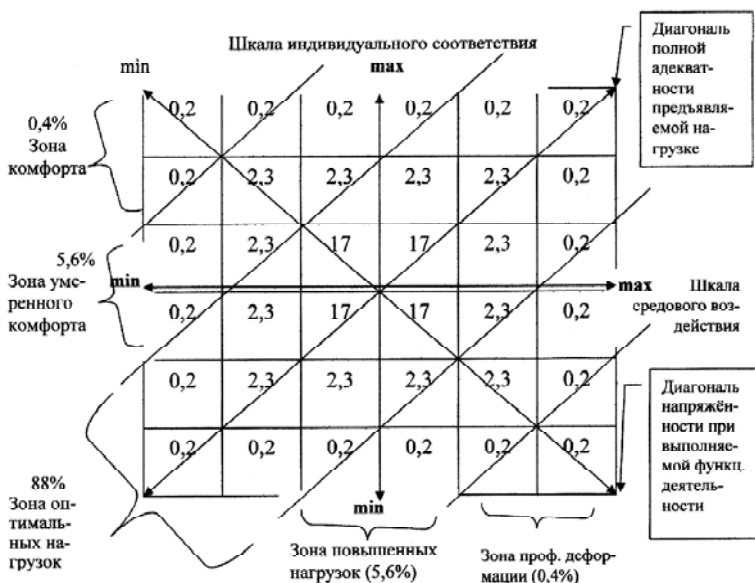 Шкала индивидуального соответствия
min
max
Диагональ
полной
адекват-
ности
предъявля-
емой на-
грузке
0,4%
Зона
комфорта
0,2 0,2 0,2 0,2 0,2 0,2
0,2 2,3 2,3 2,3 2,3 0,2
0,2 2,3 17 17 2,3 0,2
5,6%
Зона уме-
ренного
комфорта
min
max
Шкала
средового воз-
действия
0,2 2,3 17 17 2,3 0,2
0,2 2,3 2,3 2,3 2,3 0,2
0,2 0,2 0,2 0,2 0,2 0,2
Диагональ
напряжён-
ности при
выполняе-
мой функц.
деятель-
ности
88%
Зона оп-
тималь-
ных на-
грузок
min
Зона повышенных
нагрузок (5,6%)
Зона проф. дефор-
мации (0,4%)